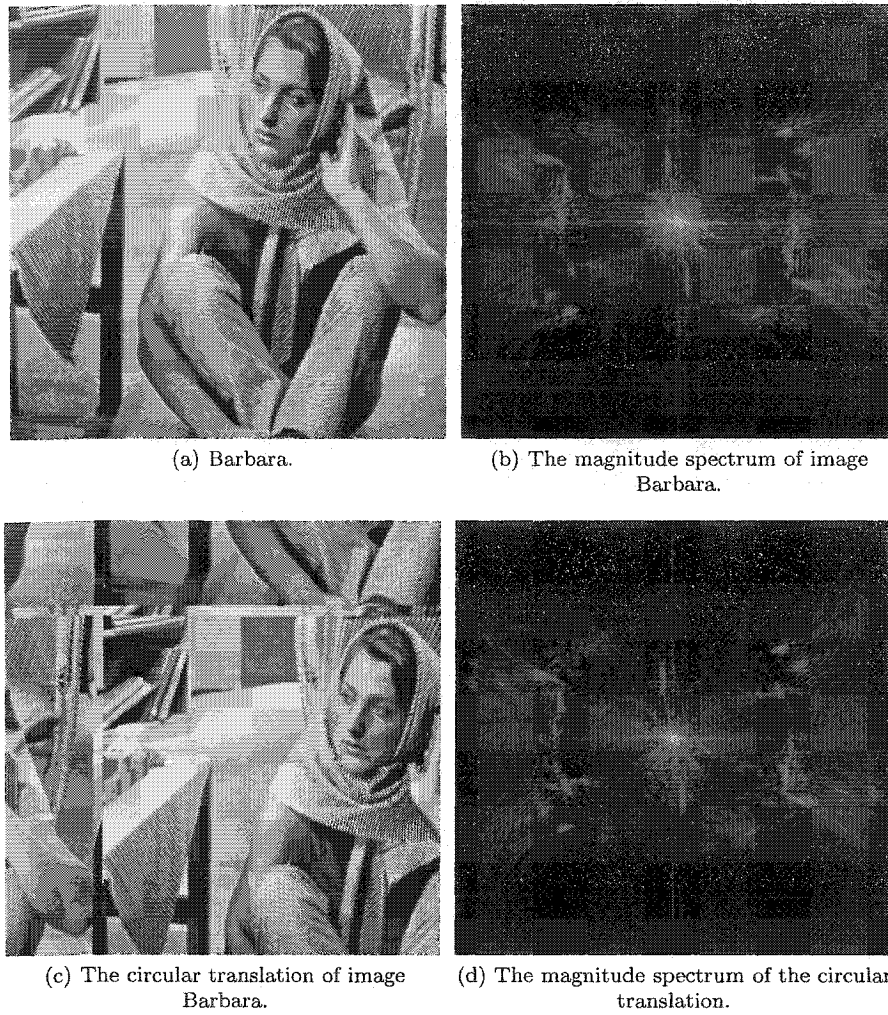 (a) Barbara.
(b) The magnitude spectrum of image
Barbara.
(c) The circular translation of image
Barbara.
(d) The magnitude spectrum of the circular
translation.